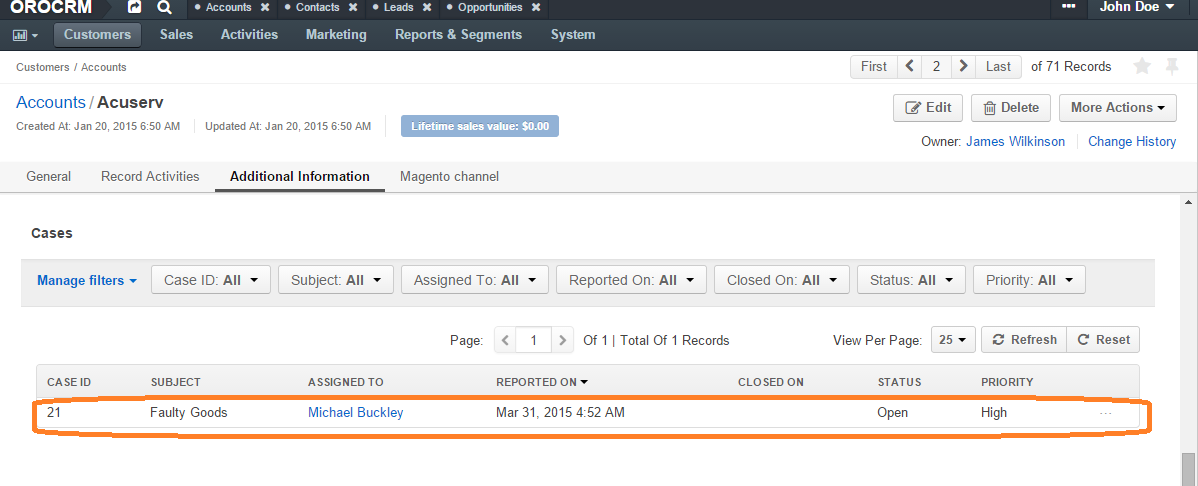 OROCRM Accounts Contacts Leads Opportunities ... John Doe
Customers Sales Activities Marketing Reports & Segments System
Customers / Accounts First 2 Last of 71 Records
Accounts / Acuserv Edit Delete More Actions
Created At: Jan 20, 2015 6:50 AM Updated At: Jan 20, 2015 6:50 AM Lifetime sales value: $0.00
Owner: James Wilkinson Change History
General Record Activities Additional Information Magento channel
Cases
Manage filters Case ID: All Subject: All Assigned To: All Reported On: All Closed On: All Status: All Priority: All
Page: 1 Of 1 | Total Of 1 Records View Per Page: 25 Refresh Reset
CASE ID SUBJECT ASSIGNED TO REPORTED ON CLOSED ON STATUS PRIORITY
21 Faulty Goods Michael Buckley Mar 31, 2015 4:52 AM Open High ...